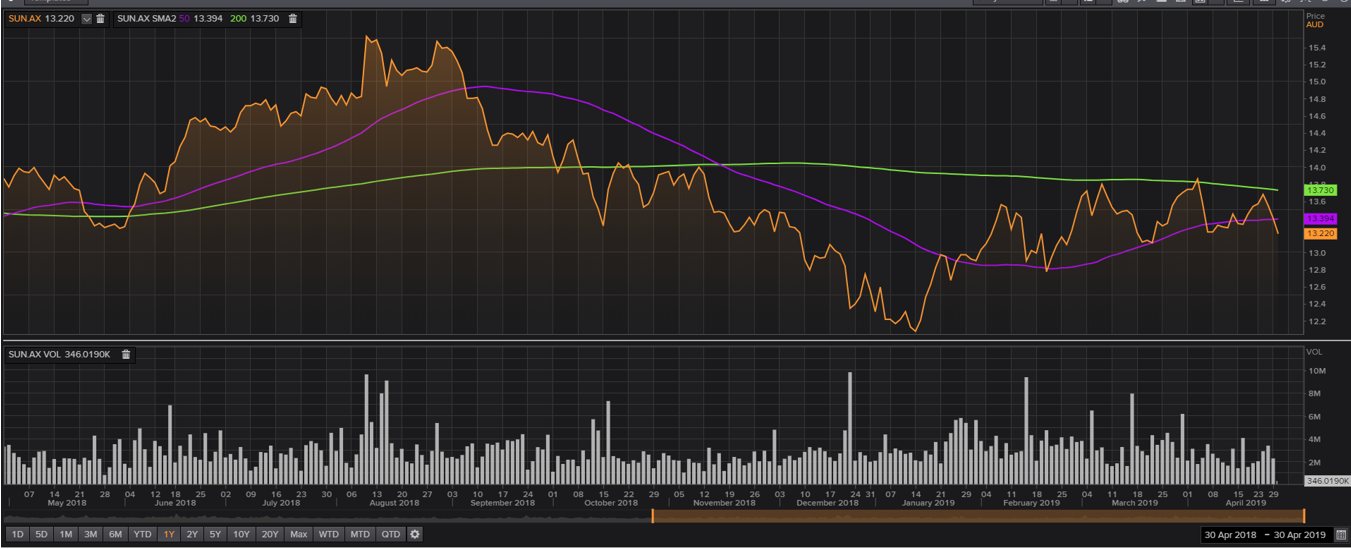 SUN.AX 13.220
SUN.AX SMA2 50 13.394 200 13.730
Price
AUD
15.4
15.2
15.0
14.8
14.6
14.4
14.2
14.0
13.730
13.6
13.394
13.220
13.0
12.8
12.6
12.4
12.2
SUN.AX VOL 346.0190K
VOL
10M
8M
6M
4M
2M
346.0190K
07 14 21 28 04 12 18 25 02 09 16 23 30 06 13 20 27 03 10 17 24 01 08 15 22 29 05 12 19 26 03 10 17 24 31 07 14 21 29 04 11 18 25 04 11 18 25 01 08 15 23 29
May 2018 June 2018 July 2018 August 2018 September 2018 October 2018 November 2018 December 2018 January 2019 February 2019 March 2019 April 2019
1D 5D 1M 3M 6M YTD 1Y 2Y 5Y 10Y 20Y Max WTD MTD QTD
30 Apr 2018 – 30 Apr 2019